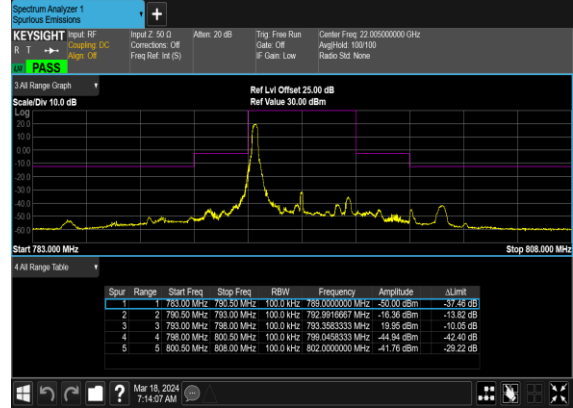 Spectrum Analyzer 1
Spurious Emissions
+
KEYSIGHT Input: RF Input Z: 50 Ω Atten: 20 dB Trig: Free Run Center Freq: 22.005000000 GHz
R T Coupling: DC Corrections: Off Gate: Off Avg|Hold: 100/100
Align: Off Freq Ref: Int (S) IF Gain: Low Radio Std: None
PASS
3 All Range Graph
Ref Lvl Offset 25.00 dB
Scale/Div 10.0 dB Ref Value 30.00 dBm
Log
20.0
10.0
0.00
-10.0
-20.0
-30.0
-40.0
-50.0
-60.0
Start 783.000 MHz Stop 808.000 MHz
4 All Range Table
Spur Range Start Freq Stop Freq RBW Frequency Amplitude ΔLimit
1 1 783.00 MHz 790.50 MHz 100.0 kHz 789.0000000 MHz -50.00 dBm -37.46 dB
2 2 790.50 MHz 793.00 MHz 100.0 kHz 792.9916667 MHz -16.36 dBm -13.82 dB
3 3 793.00 MHz 798.00 MHz 100.0 kHz 793.3583333 MHz 19.95 dBm -10.05 dB
4 4 798.00 MHz 800.50 MHz 100.0 kHz 799.0458333 MHz -44.94 dBm -42.40 dB
5 5 800.50 MHz 808.00 MHz 100.0 kHz 802.0000000 MHz -41.76 dBm -29.22 dB
? Mar 18, 2024
7:14:07 AM